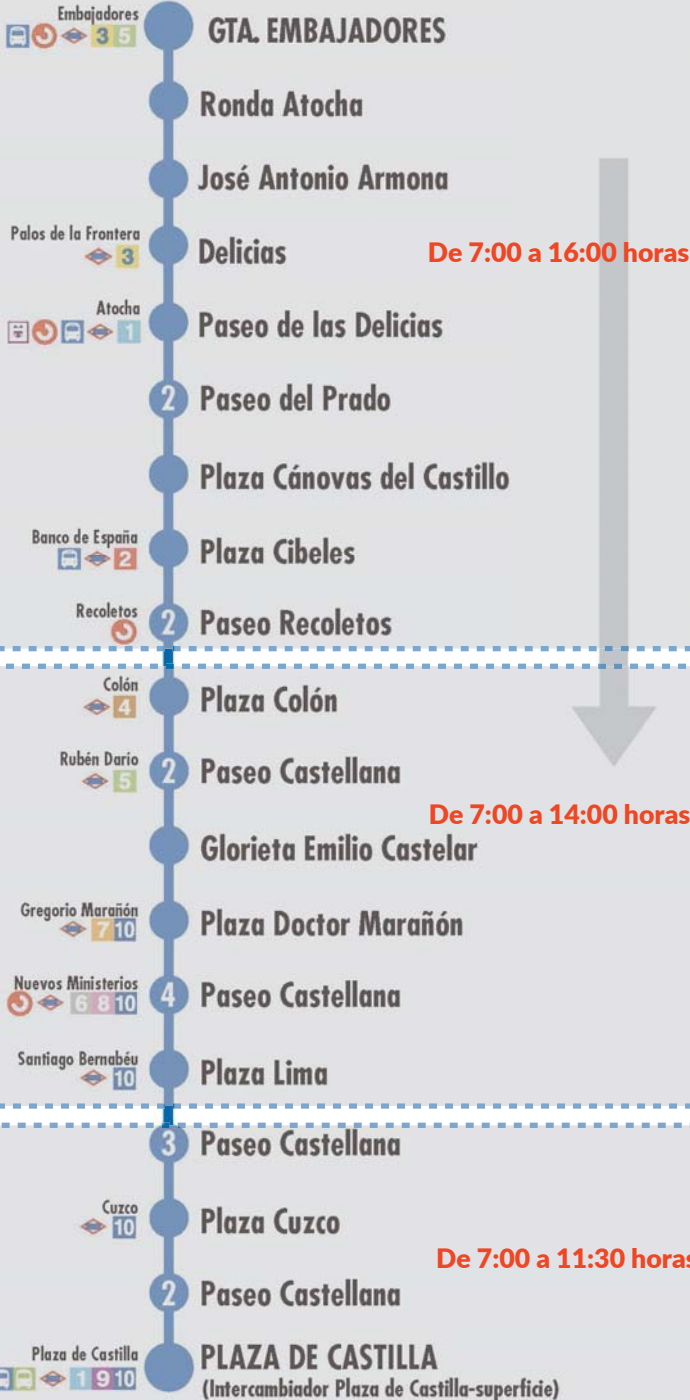 Embajadores
3 5
GTA. EMBAJADORES
Ronda Atocha
José Antonio Armona
Palos de la Frontera
3
Delicias
De 7:00 a 16:00 horas
Atocha
1
Paseo de las Delicias
2 Paseo del Prado
Plaza Cánovas del Castillo
Banco de España
2
Plaza Cibeles
Recoletos
2 Paseo Recoletos
Colón
4
Plaza Colón
Rubén Darío
5
2 Paseo Castellana
De 7:00 a 14:00 horas
Glorieta Emilio Castelar
Gregorio Marañón
7 10
Plaza Doctor Marañón
Nuevos Ministerios
6 8 10
4 Paseo Castellana
Santiago Bernabéu
10
Plaza Lima
3 Paseo Castellana
Cuzco
10
Plaza Cuzco
De 7:00 a 11:30 horas
2 Paseo Castellana
Plaza de Castilla
1 9 10
PLAZA DE CASTILLA
(Intercambiador Plaza de Castilla-superficie)